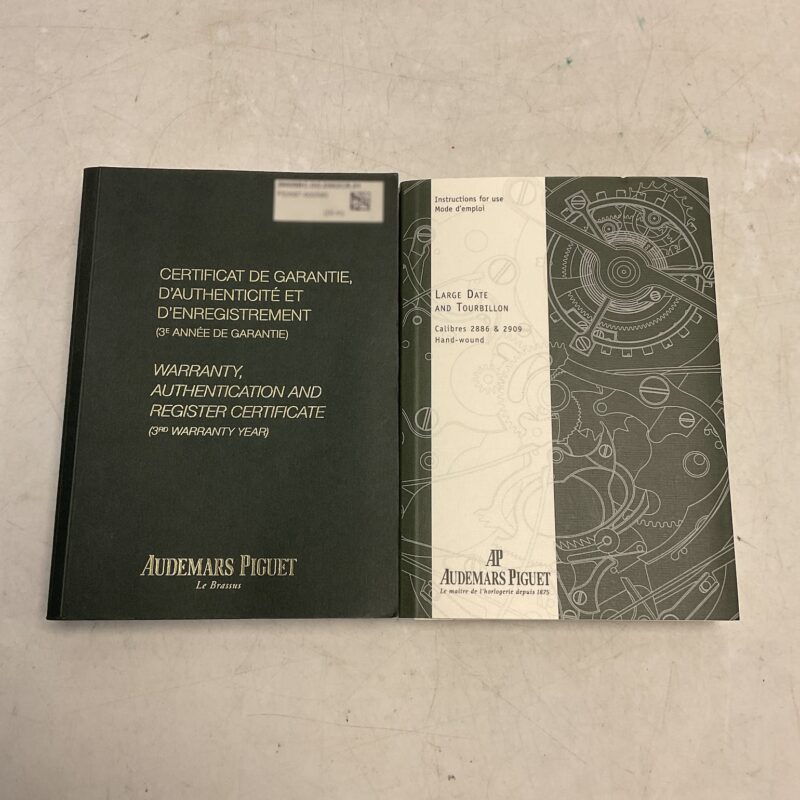 CERTIFICAT DE GARANTIE,
D'AUTHENTICITÉ ET
D'ENREGISTREMENT
(3E ANNÉE DE GARANTIE)
WARRANTY,
AUTHENTICATION AND
REGISTER CERTIFICATE
(3RD WARRANTY YEAR)
AUDEMARS PIGUET
Le Brassus
Instructions for use
Mode d'emploi
LARGE DATE
AND TOURBILLON
Calibres 2886 & 2909
Hand-wound
AP
AUDEMARS PIGUET
Le maître de l'horlogerie depuis 1875